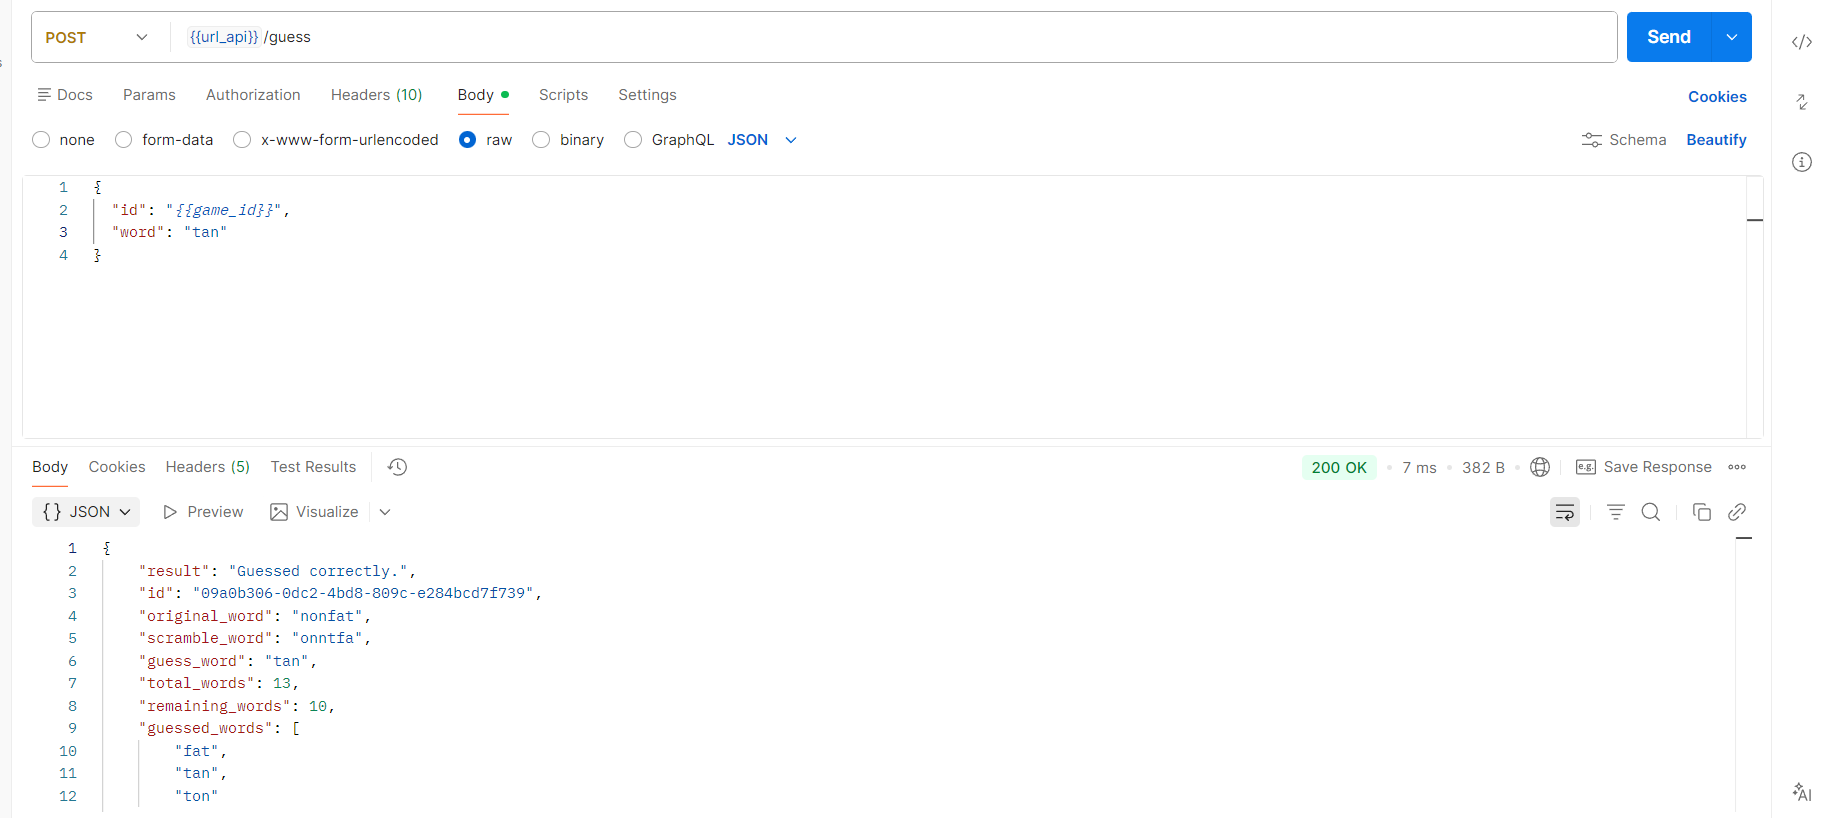 POST {{url_api}} /guess Send
Docs Params Authorization Headers (10) Body Scripts Settings Cookies
none form-data x-www-form-urlencoded raw binary GraphQL JSON Schema Beautify
1 {
2 "id": "{{game_id}}",
3 "word": "tan"
4 }
Body Cookies Headers (5) Test Results 200 OK 7 ms 382 B e.g. Save Response
{} JSON Preview Visualize
1 {
2 "result": "Guessed correctly.",
3 "id": "09a0b306-0dc2-4bd8-809c-e284bcd7f739",
4 "original_word": "nonfat",
5 "scramble_word": "onntfa",
6 "guess_word": "tan",
7 "total_words": 13,
8 "remaining_words": 10,
9 "guessed_words": [
10 "fat",
11 "tan",
12 "ton"
AI